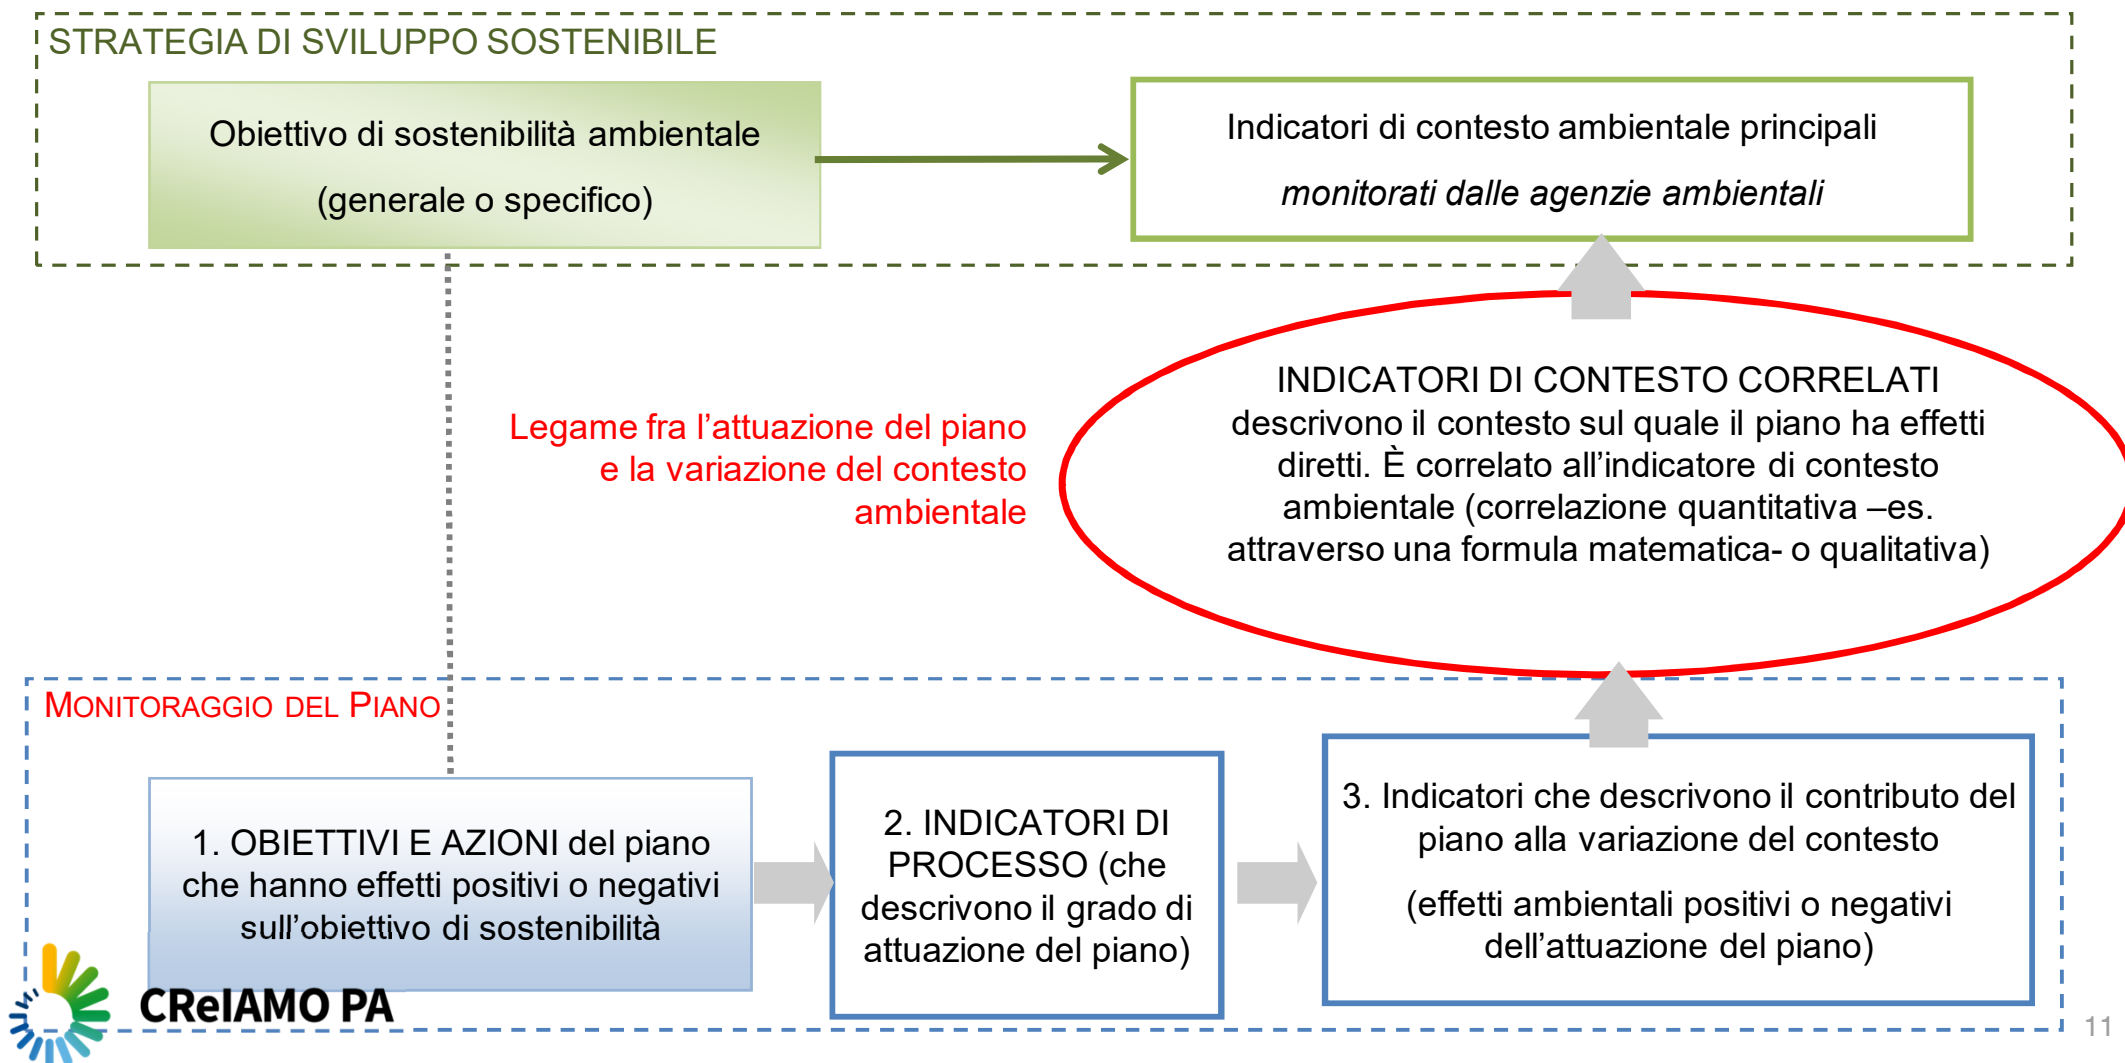 STRATEGIA DI SVILUPPO SOSTENIBILE
Obiettivo di sostenibilità ambientale
(generale o specifico)
Indicatori di contesto ambientale principali
monitorati dalle agenzie ambientali
Legame fra l'attuazione del piano
e la variazione del contesto
ambientale
INDICATORI DI CONTESTO CORRELATI
descrivono il contesto sul quale il piano ha effetti
diretti. È correlato all'indicatore di contesto
ambientale (correlazione quantitativa –es.
attraverso una formula matematica- o qualitativa)
MONITORAGGIO DEL PIANO
1. OBIETTIVI E AZIONI del piano
che hanno effetti positivi o negativi
sull'obiettivo di sostenibilità
2. INDICATORI DI
PROCESSO (che
descrivono il grado di
attuazione del piano)
3. Indicatori che descrivono il contributo del
piano alla variazione del contesto
(effetti ambientali positivi o negativi
dell'attuazione del piano)
CReIAMO PA
11